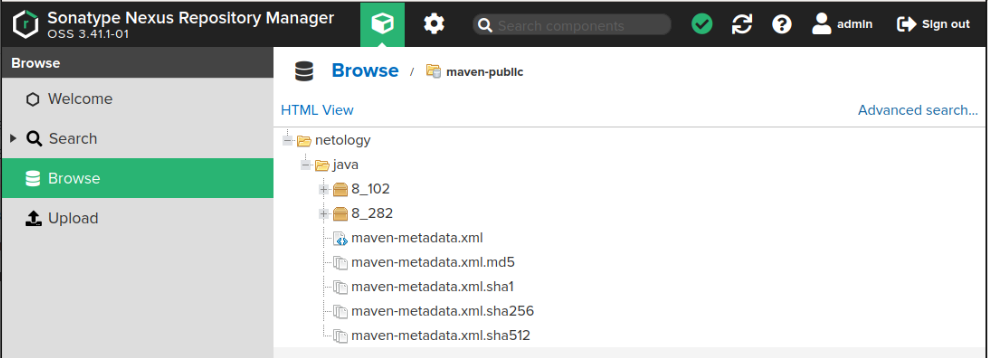 Sonatype Nexus Repository Manager
OSS 3.41.1-01
Search components
admin
Sign out
Browse
Welcome
Search
Browse
Upload
Browse / maven-public
HTML View
Advanced search...
netology
java
8_102
8_282
maven-metadata.xml
maven-metadata.xml.md5
maven-metadata.xml.sha1
maven-metadata.xml.sha256
maven-metadata.xml.sha512